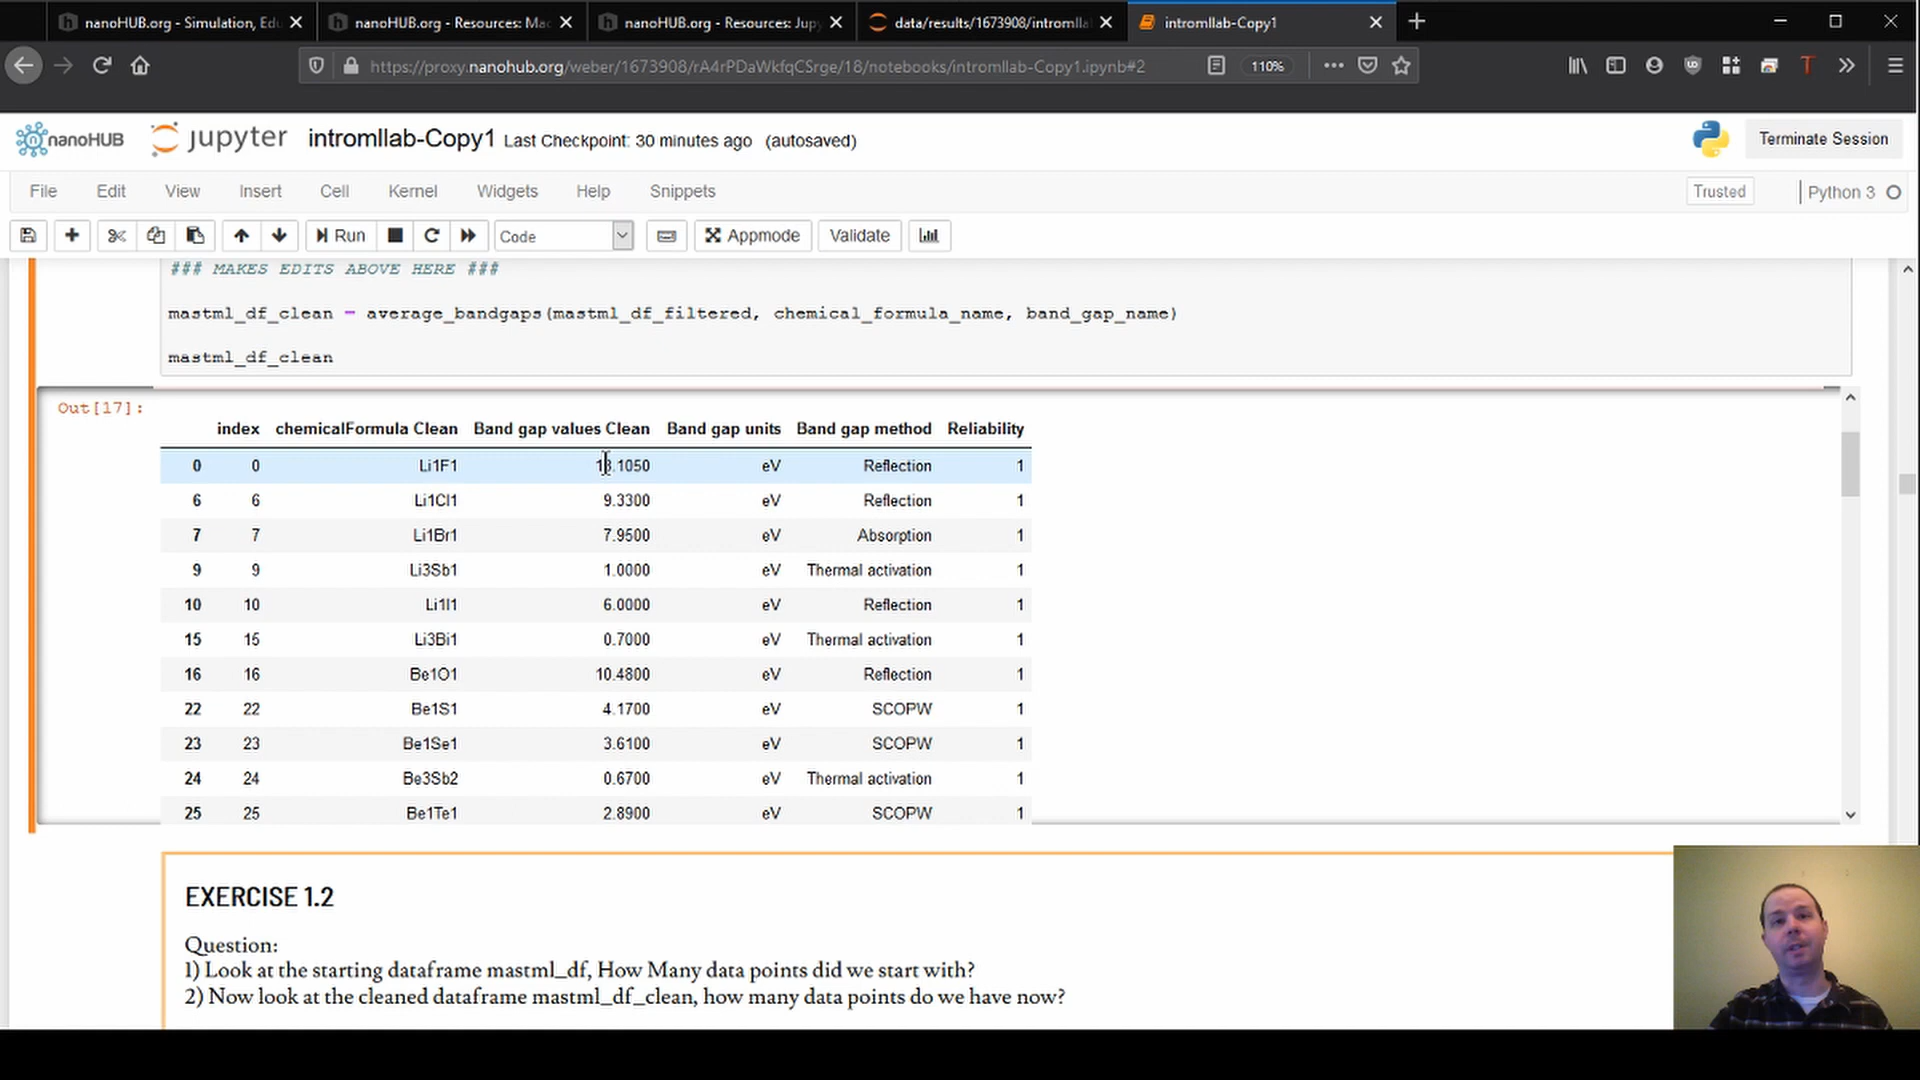 nanoHUB.org - Simulation, Edu
nanoHUB.org - Resources: Mac
nanoHUB.org - Resources: Jupy
data/results/1673908/intromllab
intromllab-Copy1
https://proxy.nanohub.org/weber/1673908/rA4rPDaWkfqCSrge/18/notebooks/intromllab-Copy1.ipynb#2
110%
nanoHUB
jupyter
intromllab-Copy1 Last Checkpoint: 30 minutes ago (autosaved)
Terminate Session
File Edit View Insert Cell Kernel Widgets Help Snippets
Trusted
Python 3
Run
Code
Appmode
Validate
### MAKES EDITS ABOVE HERE ###
mastml_df_clean = average_bandgaps(mastml_df_filtered, chemical_formula_name, band_gap_name)
mastml_df_clean
Out[17]:
index chemicalFormula Clean Band gap values Clean Band gap units Band gap method Reliability
0 0 Li1F1 13.1050 eV Reflection 1
6 6 Li1Cl1 9.3300 eV Reflection 1
7 7 Li1Br1 7.9500 eV Absorption 1
9 9 Li3Sb1 1.0000 eV Thermal activation 1
10 10 Li1I1 6.0000 eV Reflection 1
15 15 Li3Bi1 0.7000 eV Thermal activation 1
16 16 Be1O1 10.4800 eV Reflection 1
22 22 Be1S1 4.1700 eV SCOPW 1
23 23 Be1Se1 3.6100 eV SCOPW 1
24 24 Be3Sb2 0.6700 eV Thermal activation 1
25 25 Be1Te1 2.8900 eV SCOPW 1
EXERCISE 1.2
Question:
1) Look at the starting dataframe mastml_df, How Many data points did we start with?
2) Now look at the cleaned dataframe mastml_df_clean, how many data points do we have now?